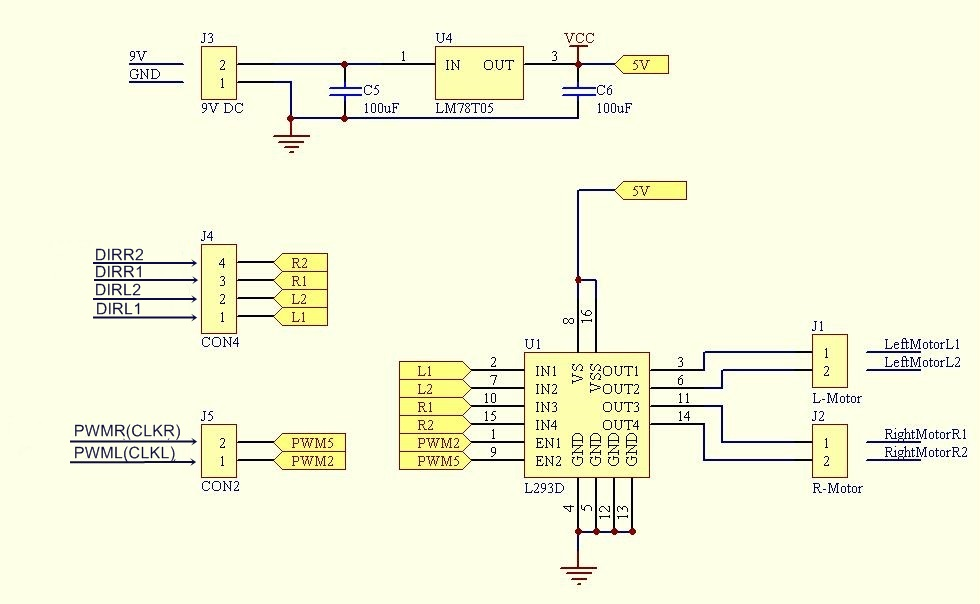 J3
U4
VCC
9V
2
1
IN
OUT
3
5V
GND
1
C5
C6
9V DC
100uF
LM78T05
100uF
5V
J4
DIRR2
4
R2
DIRR1
3
R1
DIRL2
2
L2
DIRL1
1
L1
CON4
8
16
U1
J1
L1
2
IN1
VS
VSS
OUT1
3
1
LeftMotorL1
L2
7
IN2
OUT2
6
2
LeftMotorL2
R1
10
IN3
OUT3
11
L-Motor
R2
15
IN4
OUT4
14
J2
J5
PWMR(CLKR)
2
PWM5
PWM2
1
EN1
GND
GND
GND
GND
1
RightMotorR1
PWML(CLKL)
1
PWM2
PWM5
9
EN2
2
RightMotorR2
CON2
L293D
R-Motor
4
5
12
13